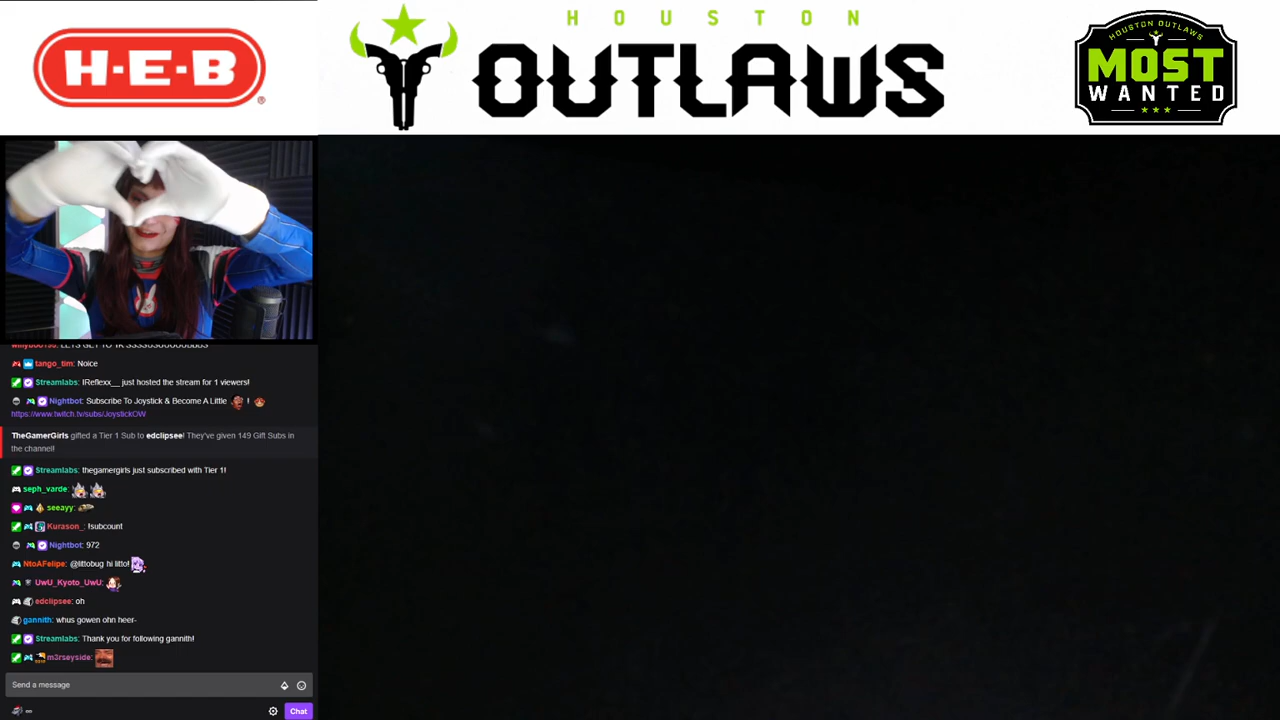 H-E-B
®
HOUSTON
OUTLAWS
HOUSTON OUTLAWS
MOST
WANTED
tango_tim: Noice
Streamlabs: IReflexx__ just hosted the stream for 1 viewers!
Nightbot: Subscribe To Joystick & Become A Little !
https://www.twitch.tv/subs/JoystickOW
TheGamerGirls gifted a Tier 1 Sub to edclipsee! They've given 149 Gift Subs in
the channel!
Streamlabs: thegamergirls just subscribed with Tier 1!
seph_varde:
seeayy:
Kurason_: !subcount
Nightbot: 972
NtoAFelipe: @littobug hi litto!
UwU_Kyoto_UwU:
edclipsee: oh
gannith: whus gowen ohn heer-
Streamlabs: Thank you for following gannith!
m3rseyside:
Send a message
Chat